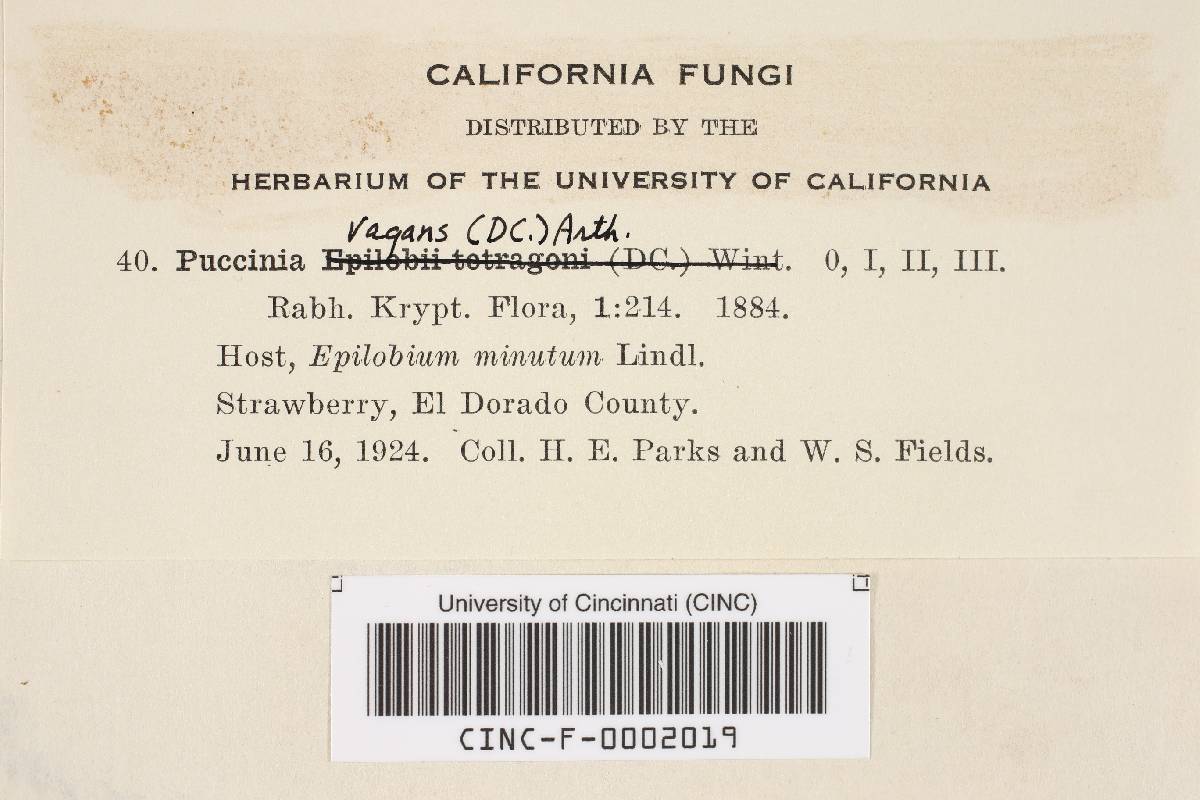 CALIFORNIA FUNGI
DISTRIBUTED BY THE
HERBARIUM OF THE UNIVERSITY OF CALIFORNIA
vagans (DC.) Arth.
40. Puccinia Epilobii-tetragoni (DC.) Wint. 0, I, II, III.
Rabh. Krypt. Flora, 1:214. 1884.
Host, Epilobium minutum Lindl.
Strawberry, El Dorado County.
June 16, 1924. Coll. H. E. Parks and W. S. Fields.
University of Cincinnati (CINC)
CINC-F-0002019